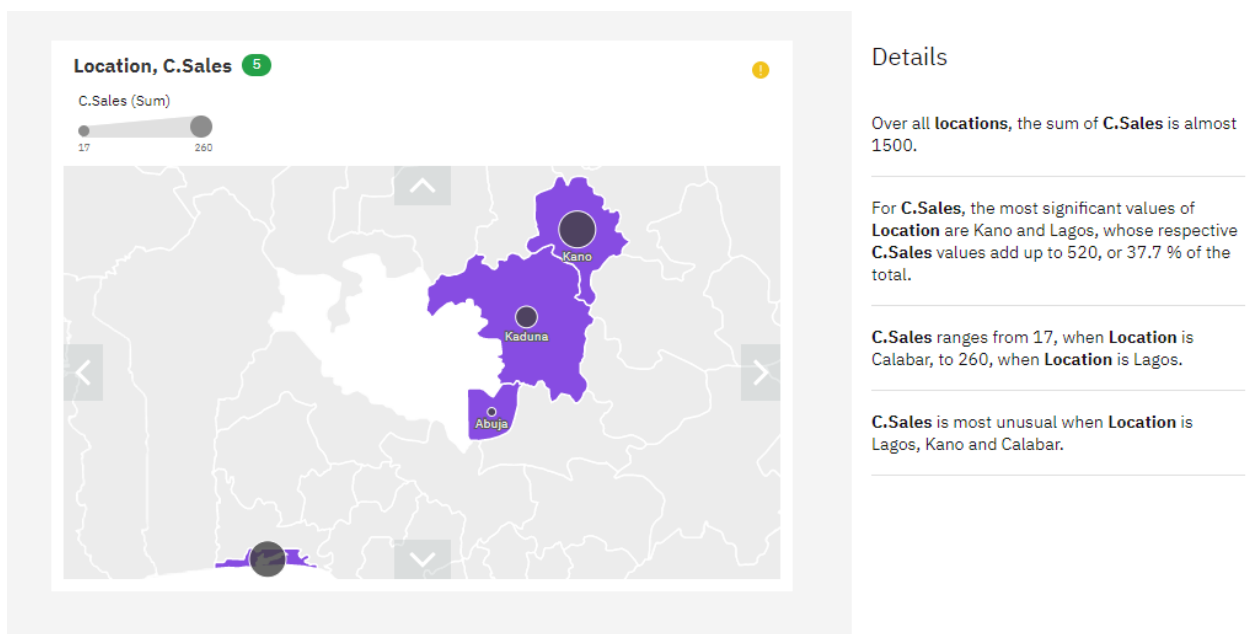 Location, C.Sales 5
!
C.Sales (Sum)
17 260
Kano
Kaduna
Abuja
Details
Over all locations, the sum of C.Sales is almost
1500.
For C.Sales, the most significant values of
Location are Kano and Lagos, whose respective
C.Sales values add up to 520, or 37.7 % of the
total.
C.Sales ranges from 17, when Location is
Calabar, to 260, when Location is Lagos.
C.Sales is most unusual when Location is
Lagos, Kano and Calabar.